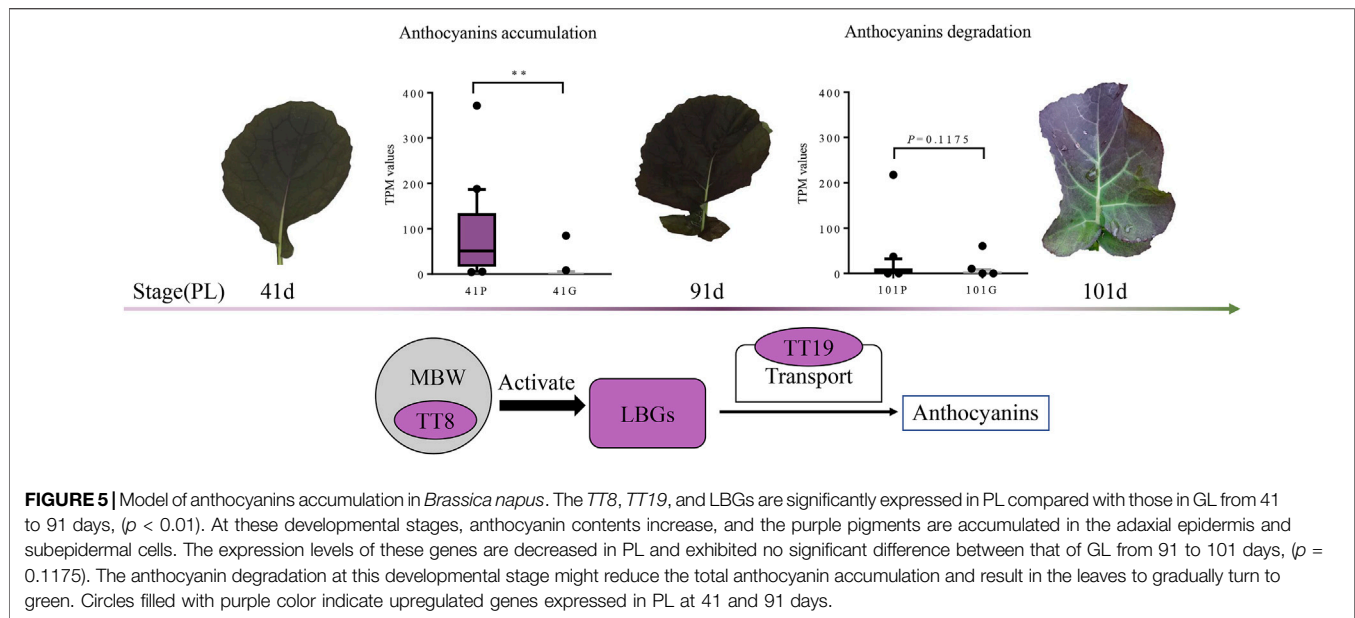 Anthocyanins accumulation
Anthocyanins degradation
400
300
200
100
0
TPM values
**
41P
41G
400
300
200
100
0
TPM values
P=0.1175
101P
101G
Stage(PL)
41d
91d
101d
MBW
TT8
Activate
LBGs
TT19
Transport
Anthocyanins
FIGURE 5 | Model of anthocyanins accumulation in Brassica napus. The TT8, TT19, and LBGs are significantly expressed in PL compared with those in GL from 41
to 91 days, (p < 0.01). At these developmental stages, anthocyanin contents increase, and the purple pigments are accumulated in the adaxial epidermis and
subepidermal cells. The expression levels of these genes are decreased in PL and exhibited no significant difference between that of GL from 91 to 101 days, (p =
0.1175). The anthocyanin degradation at this developmental stage might reduce the total anthocyanin accumulation and result in the leaves to gradually turn to
green. Circles filled with purple color indicate upregulated genes expressed in PL at 41 and 91 days.